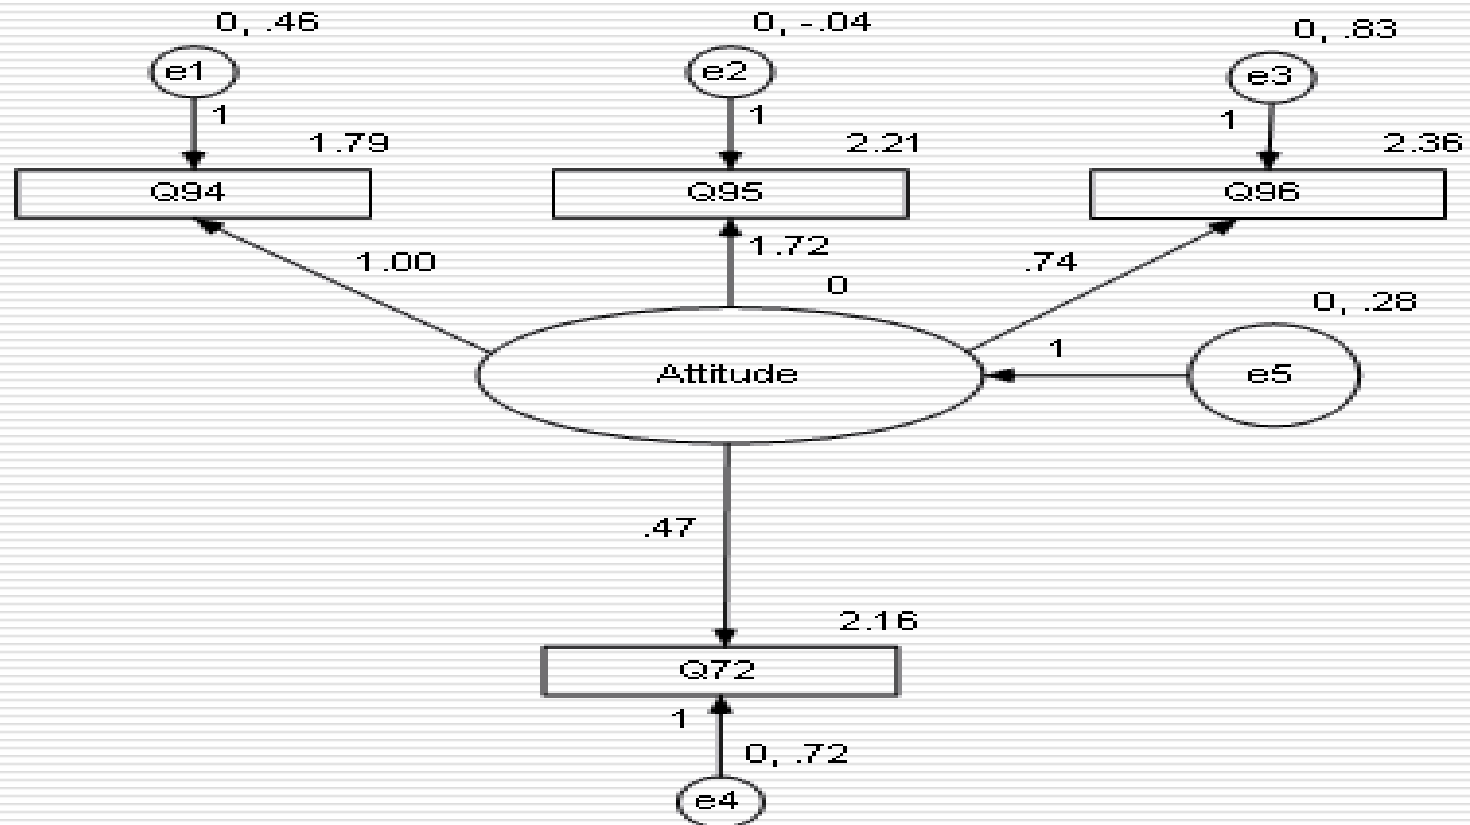 0, .46
0, -.04
0, .83
e1
e2
e3
1
1
1
1.79
2.21
2.36
Q94
Q95
Q96
1.00
1.72
.74
0
0, .28
1
Attitude
e5
.47
2.16
Q72
1
0, .72
e4